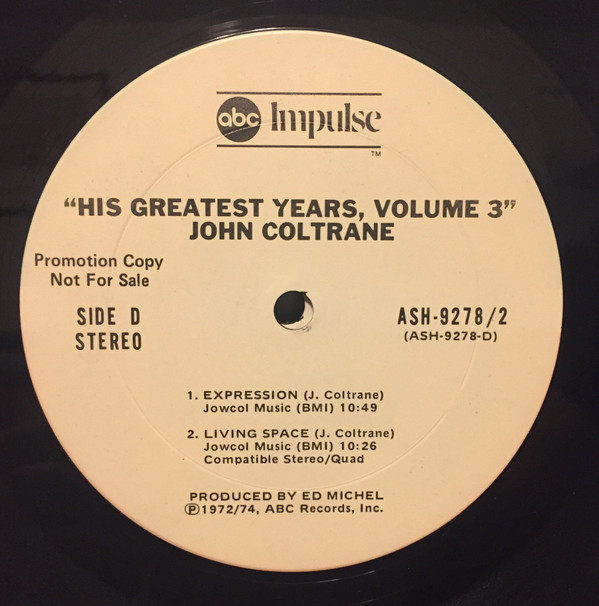 abc Impulse
TM
"HIS GREATEST YEARS, VOLUME 3"
JOHN COLTRANE
Promotion Copy
Not For Sale
SIDE D
STEREO
ASH-9278/2
(ASH-9278-D)
1. EXPRESSION (J. Coltrane)
Jowcol Music (BMI) 10:49
2. LIVING SPACE (J. Coltrane)
Jowcol Music (BMI) 10:26
Compatible Stereo/Quad
PRODUCED BY ED MICHEL
℗1972/74, ABC Records, Inc.